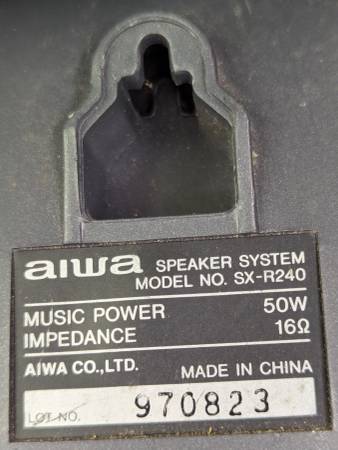 aiwa SPEAKER SYSTEM
MODEL NO. SX-R240
MUSIC POWER 50W
IMPEDANCE 16Ω
AIWA CO.,LTD. MADE IN CHINA
LOT NO. 970823